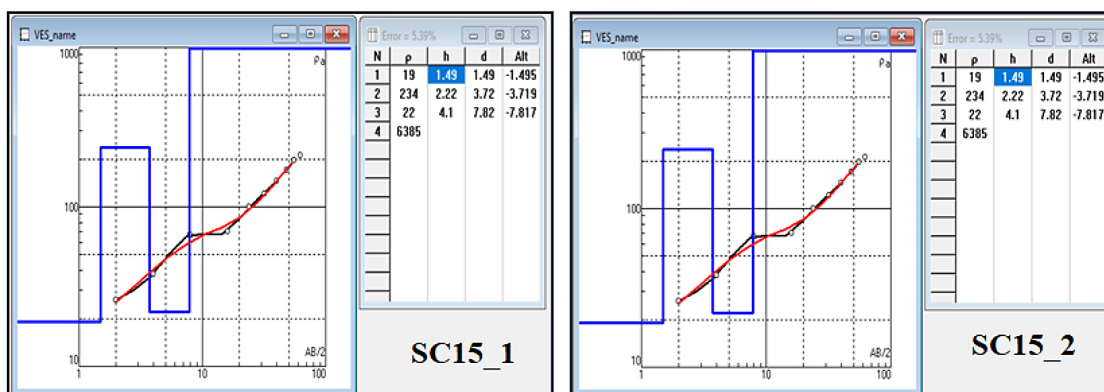 VES_name
1000
ρa
100
10
AB/2
1
10
100
Error = 5.39%
N ρ h d Alt
1 19 1.49 1.49 -1.495
2 234 2.22 3.72 -3.719
3 22 4.1 7.82 -7.817
4 6385
SC15_1
VES_name
1000
ρa
100
10
AB/2
1
10
100
Error = 5.39%
N ρ h d Alt
1 19 1.49 1.49 -1.495
2 234 2.22 3.72 -3.719
3 22 4.1 7.82 -7.817
4 6385
SC15_2